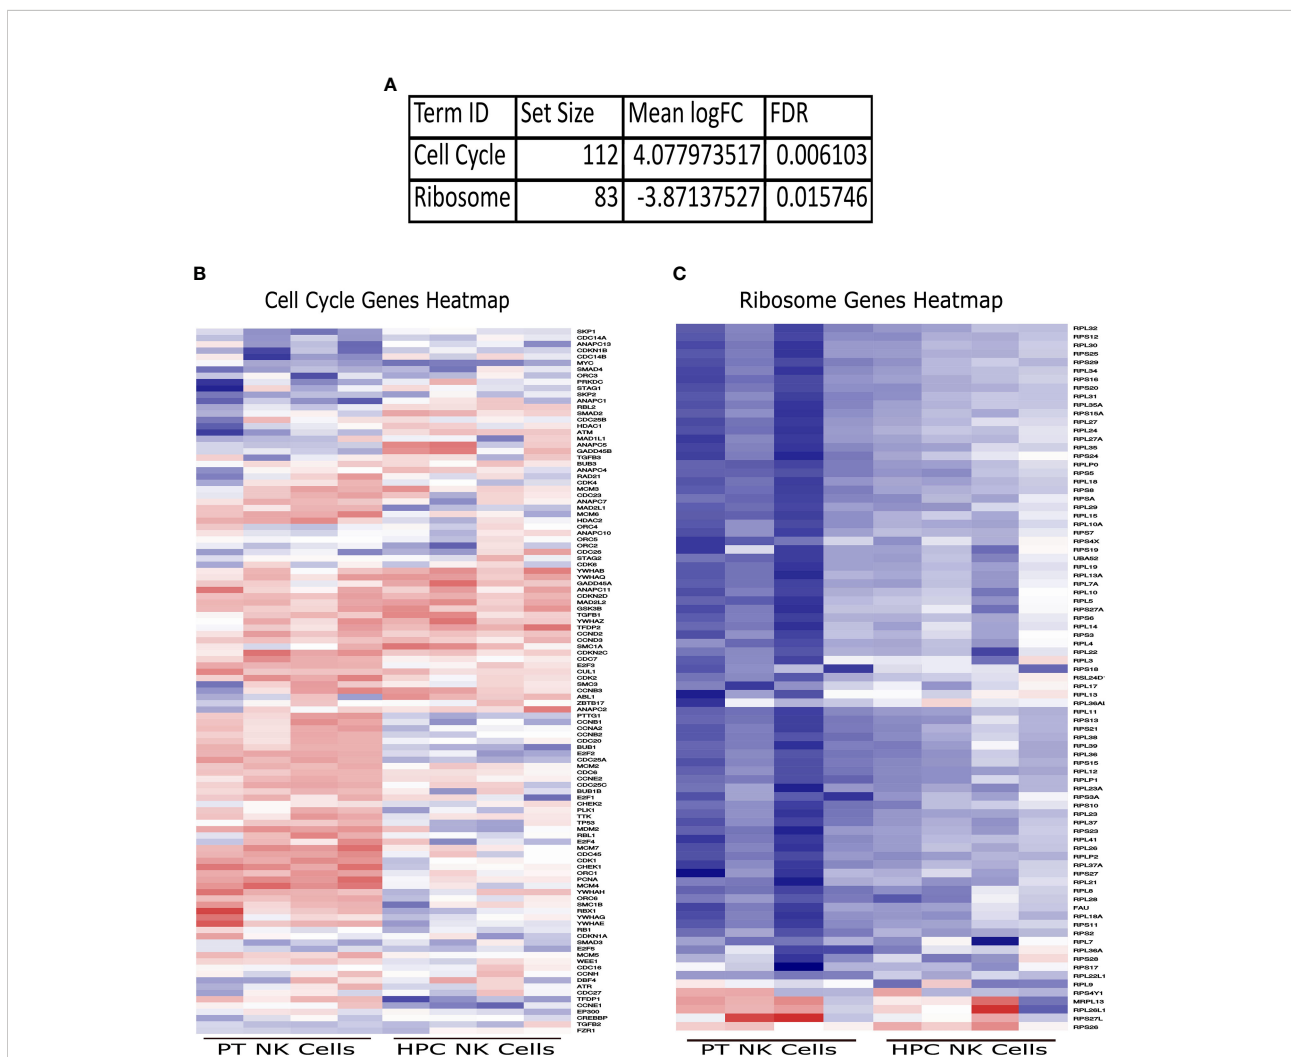 A
Term ID Set Size Mean logFC FDR
Cell Cycle 112 4.077973517 0.006103
Ribosome 83 -3.87137527 0.015746
B
Cell Cycle Genes Heatmap
SKP1
CDC14A
ANAPC13
CDKN1B
CDC14B
MYC
SMAD4
ORC3
PRKDC
STAG1
SKP2
ANAPC1
RBL2
SMAD2
CDC25B
HDAC1
ATM
MAD1L1
ANAPC5
GADD45B
TGFB3
BUB3
ANAPC4
RAD21
CDK4
MCM3
CDC23
ANAPC7
MAD2L1
MCM6
HDAC2
ORC4
ANAPC10
ORC5
ORC2
CDC26
STAG2
CDK6
YWHAB
YWHAQ
GADD45A
ANAPC11
CDKN2D
MAD2L2
GSK3B
TGFB1
YWHAZ
TFDP2
CCND2
CCND3
SMC1A
CDKN2C
CDC7
E2F3
CUL1
CDK2
SMC3
CCNB3
ABL1
ZBTB17
ANAPC2
PTTG1
CCNB1
CCNA2
CCNB2
CDC20
BUB1
E2F2
CDC25A
MCM2
CDC6
CCNE2
CDC25C
BUB1B
E2F1
CHEK2
PLK1
TTK
TP53
MDM2
RBL1
E2F4
MCM7
CDC45
CDK1
CHEK1
ORC1
PCNA
MCM4
YWHAH
ORC6
SMC1B
RBX1
YWHAG
YWHAE
RB1
CDKN1A
SMAD3
E2F5
MCM5
WEE1
CDC16
CCNH
DBF4
ATR
CDC27
TFDP1
CCNE1
EP300
CREBBP
TGFB2
FZR1
PT NK Cells HPC NK Cells
C
Ribosome Genes Heatmap
RPL32
RPS12
RPL30
RPS25
RPS29
RPL34
RPS16
RPS20
RPL31
RPL35A
RPS15A
RPL27
RPL24
RPL27A
RPL35
RPS24
RPLP0
RPS5
RPL18
RPS8
RPSA
RPL29
RPL15
RPL10A
RPS7
RPS4X
RPS19
UBA52
RPL19
RPL13A
RPL7A
RPL10
RPL5
RPS27A
RPS6
RPL14
RPS3
RPL4
RPL22
RPL3
RPS18
RSL24D1
RPL17
RPL13
RPL36AL
RPL11
RPS13
RPS21
RPL38
RPL39
RPL36
RPS15
RPL12
RPLP1
RPL23A
RPS3A
RPS10
RPL23
RPL37
RPS23
RPL41
RPL26
RPLP2
RPL37A
RPS27
RPL21
RPL8
RPL28
FAU
RPL18A
RPS11
RPS2
RPL7
RPL36A
RPS28
RPS17
RPL22L1
RPL9
RPS4Y1
MRPL13
RPL26L1
RPS27L
RPS26
PT NK Cells HPC NK Cells